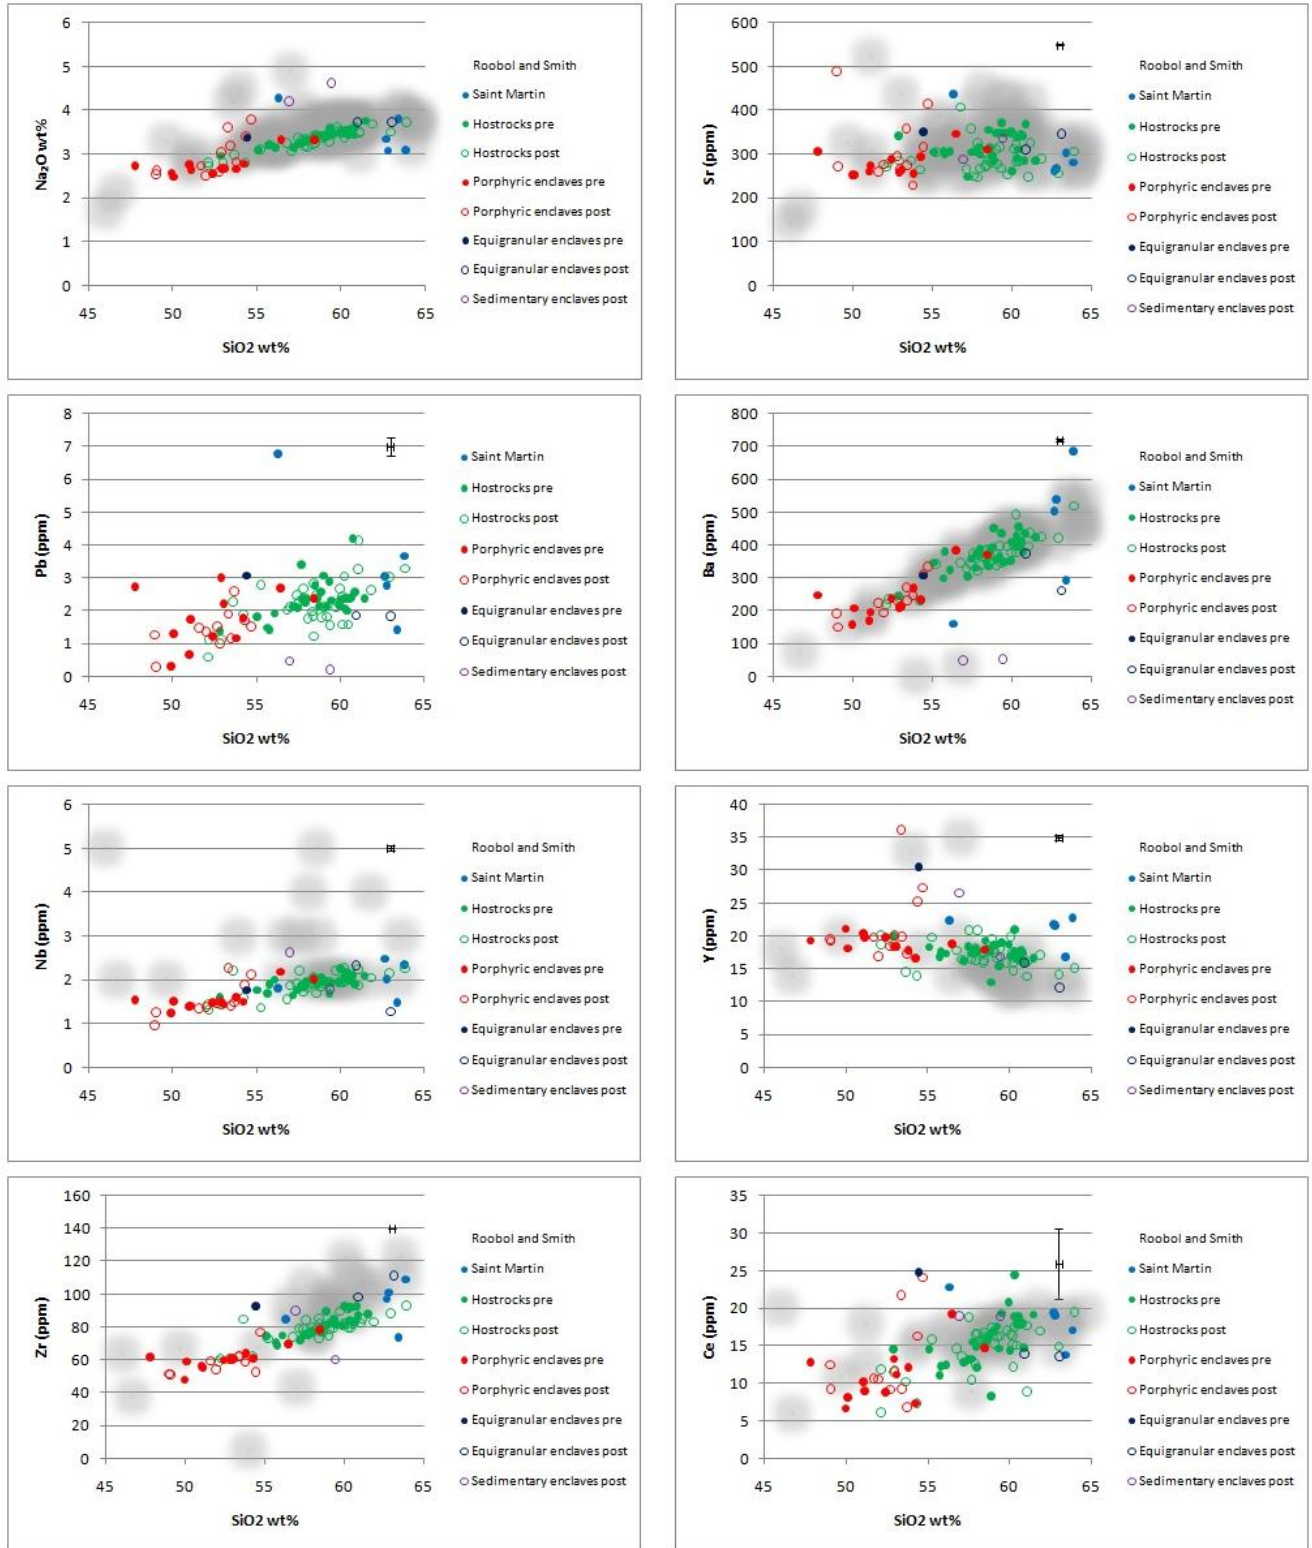 6
5
4
3
2
1
0
Na₂O wt%
45 50 55 60 65
SiO2 wt%
Roobol and Smith
Saint Martin
Hostrocks pre
Hostrocks post
Porphyric enclaves pre
Porphyric enclaves post
Equigranular enclaves pre
Equigranular enclaves post
Sedimentary enclaves post
600
500
400
300
200
100
0
Sr (ppm)
45 50 55 60 65
SiO2 wt%
Roobol and Smith
Saint Martin
Hostrocks pre
Hostrocks post
Porphyric enclaves pre
Porphyric enclaves post
Equigranular enclaves pre
Equigranular enclaves post
Sedimentary enclaves post
8
7
6
5
4
3
2
1
0
Pb (ppm)
45 50 55 60 65
SiO2 wt%
Saint Martin
Hostrocks pre
Hostrocks post
Porphyric enclaves pre
Porphyric enclaves post
Equigranular enclaves pre
Equigranular enclaves post
Sedimentary enclaves post
800
700
600
500
400
300
200
100
0
Ba (ppm)
45 50 55 60 65
SiO2 wt%
Roobol and Smith
Saint Martin
Hostrocks pre
Hostrocks post
Porphyric enclaves pre
Porphyric enclaves post
Equigranular enclaves pre
Equigranular enclaves post
Sedimentary enclaves post
6
5
4
3
2
1
0
Nb (ppm)
45 50 55 60 65
SiO2 wt%
Roobol and Smith
Saint Martin
Hostrocks pre
Hostrocks post
Porphyric enclaves pre
Porphyric enclaves post
Equigranular enclaves pre
Equigranular enclaves post
Sedimentary enclaves post
40
35
30
25
20
15
10
5
0
Y (ppm)
45 50 55 60 65
SiO2 wt%
Roobol and Smith
Saint Martin
Hostrocks pre
Hostrocks post
Porphyric enclaves pre
Porphyric enclaves post
Equigranular enclaves pre
Equigranular enclaves post
Sedimentary enclaves post
160
140
120
100
80
60
40
20
0
Zr (ppm)
45 50 55 60 65
SiO2 wt%
Roobol and Smith
Saint Martin
Hostrocks pre
Hostrocks post
Porphyric enclaves pre
Porphyric enclaves post
Equigranular enclaves pre
Equigranular enclaves post
Sedimentary enclaves post
35
30
25
20
15
10
5
0
Ce (ppm)
45 50 55 60 65
SiO2 wt%
Roobol and Smith
Saint Martin
Hostrocks pre
Hostrocks post
Porphyric enclaves pre
Porphyric enclaves post
Equigranular enclaves pre
Equigranular enclaves post
Sedimentary enclaves post